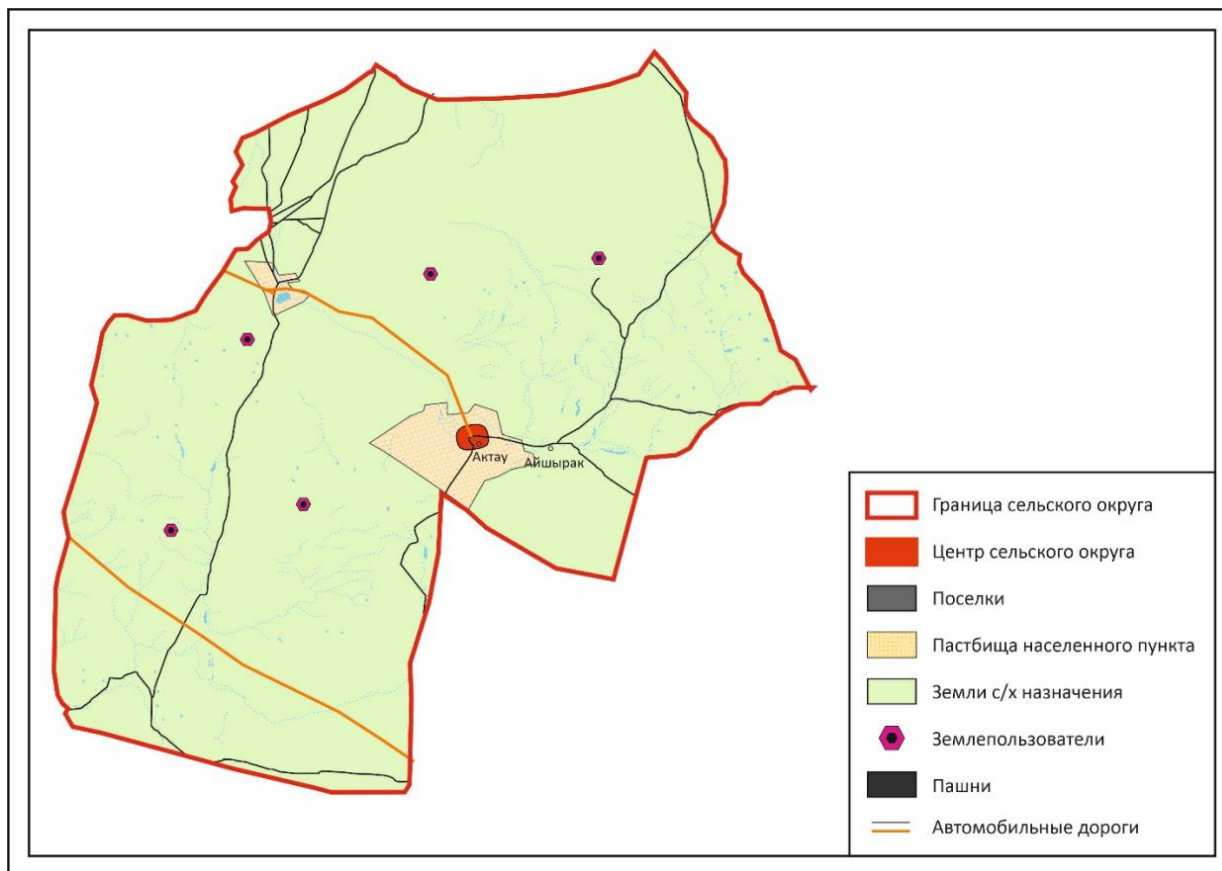 Актау
Айшырак
Граница сельского округа
Центр сельского округа
Поселки
Пастбища населенного пункта
Земли с/х назначения
Землепользователи
Пашни
Автомобильные дороги